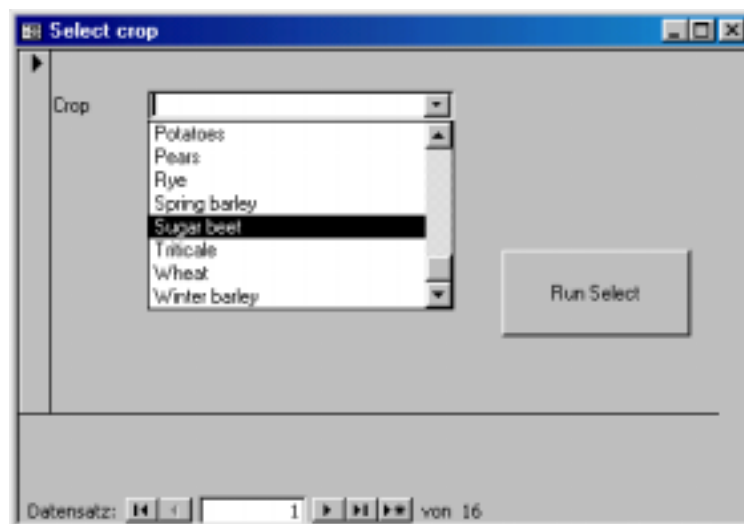 Select crop
Crop
Potatoes
Pears
Rye
Spring barley
Sugar beet
Triticale
Wheat
Winter barley
Run Select
Datensatz: 1 von 16